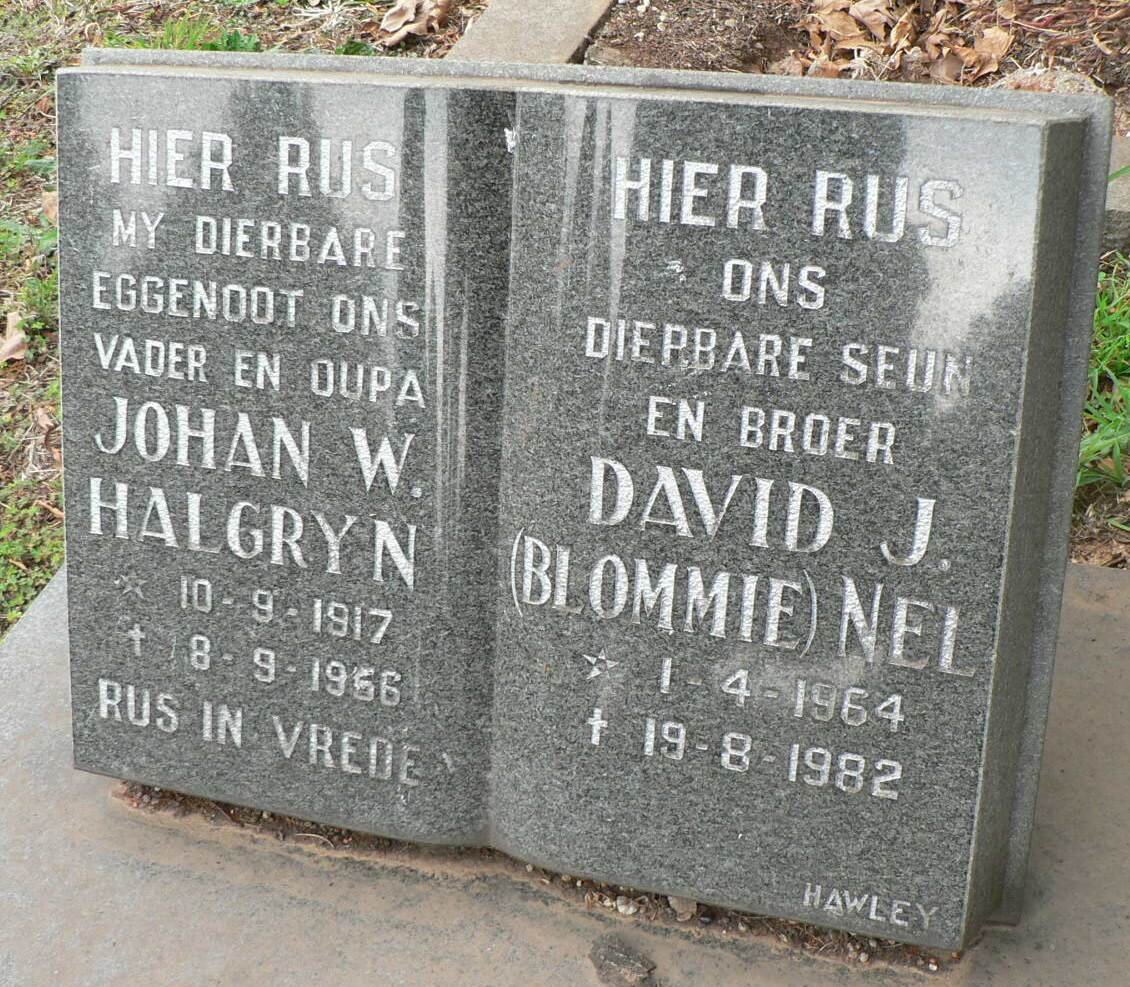 HIER RUS
MY DIERBARE
EGGENOOT ONS
VADER EN OUPA
JOHAN W.
HALGRYN
☆ 10-9-1917
† 8-9-
RUS IN VREDE
HIER RUS
ONS
DIERBARE SEUN
EN BROER
DAVID J.
(BLOMMIE) NEL
☆ 1-4-1964
† 19-8-1982
HAWLEY